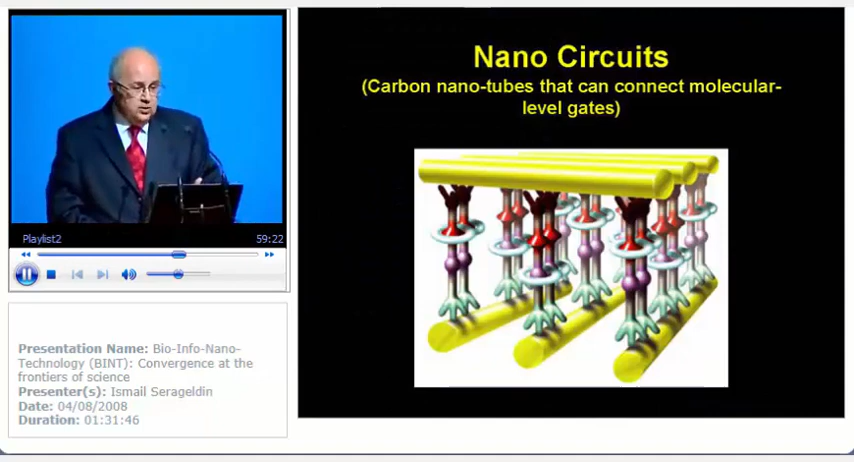 Nano Circuits
(Carbon nano-tubes that can connect molecular-
level gates)
Playlist2 59:22
Presentation Name: Bio-Info-Nano-
Technology (BINT): Convergence at the
frontiers of science
Presenter(s): Ismail Serageldin
Date: 04/08/2008
Duration: 01:31:46